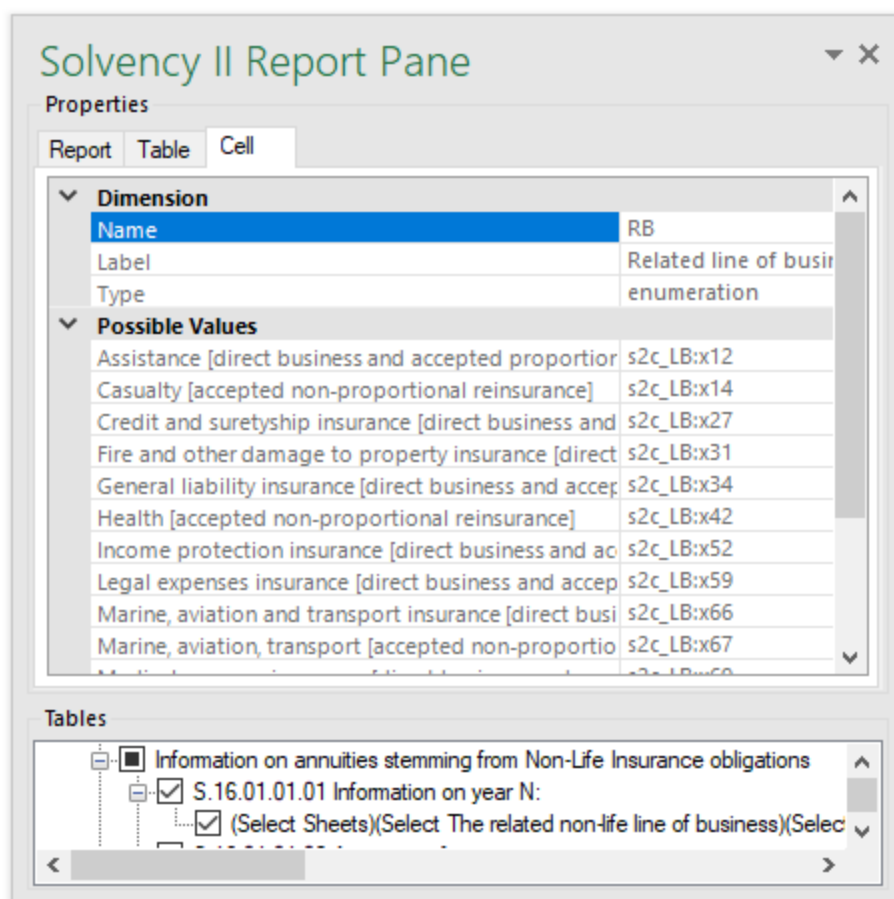 Solvency II Report Pane
Properties
Report Table Cell
Dimension
Name RB
Label Related line of busin
Type enumeration
Possible Values
Assistance [direct business and accepted proportion s2c_LB:x12
Casualty [accepted non-proportional reinsurance] s2c_LB:x14
Credit and suretyship insurance [direct business and s2c_LB:x27
Fire and other damage to property insurance [direct s2c_LB:x31
General liability insurance [direct business and accep s2c_LB:x34
Health [accepted non-proportional reinsurance] s2c_LB:x42
Income protection insurance [direct business and ac s2c_LB:x52
Legal expenses insurance [direct business and accep s2c_LB:x59
Marine, aviation and transport insurance [direct busi s2c_LB:x66
Marine, aviation, transport [accepted non-proportio s2c_LB:x67
Tables
Information on annuities stemming from Non-Life Insurance obligations
S.16.01.01.01 Information on year N:
(Select Sheets)(Select The related non-life line of business)(Selec